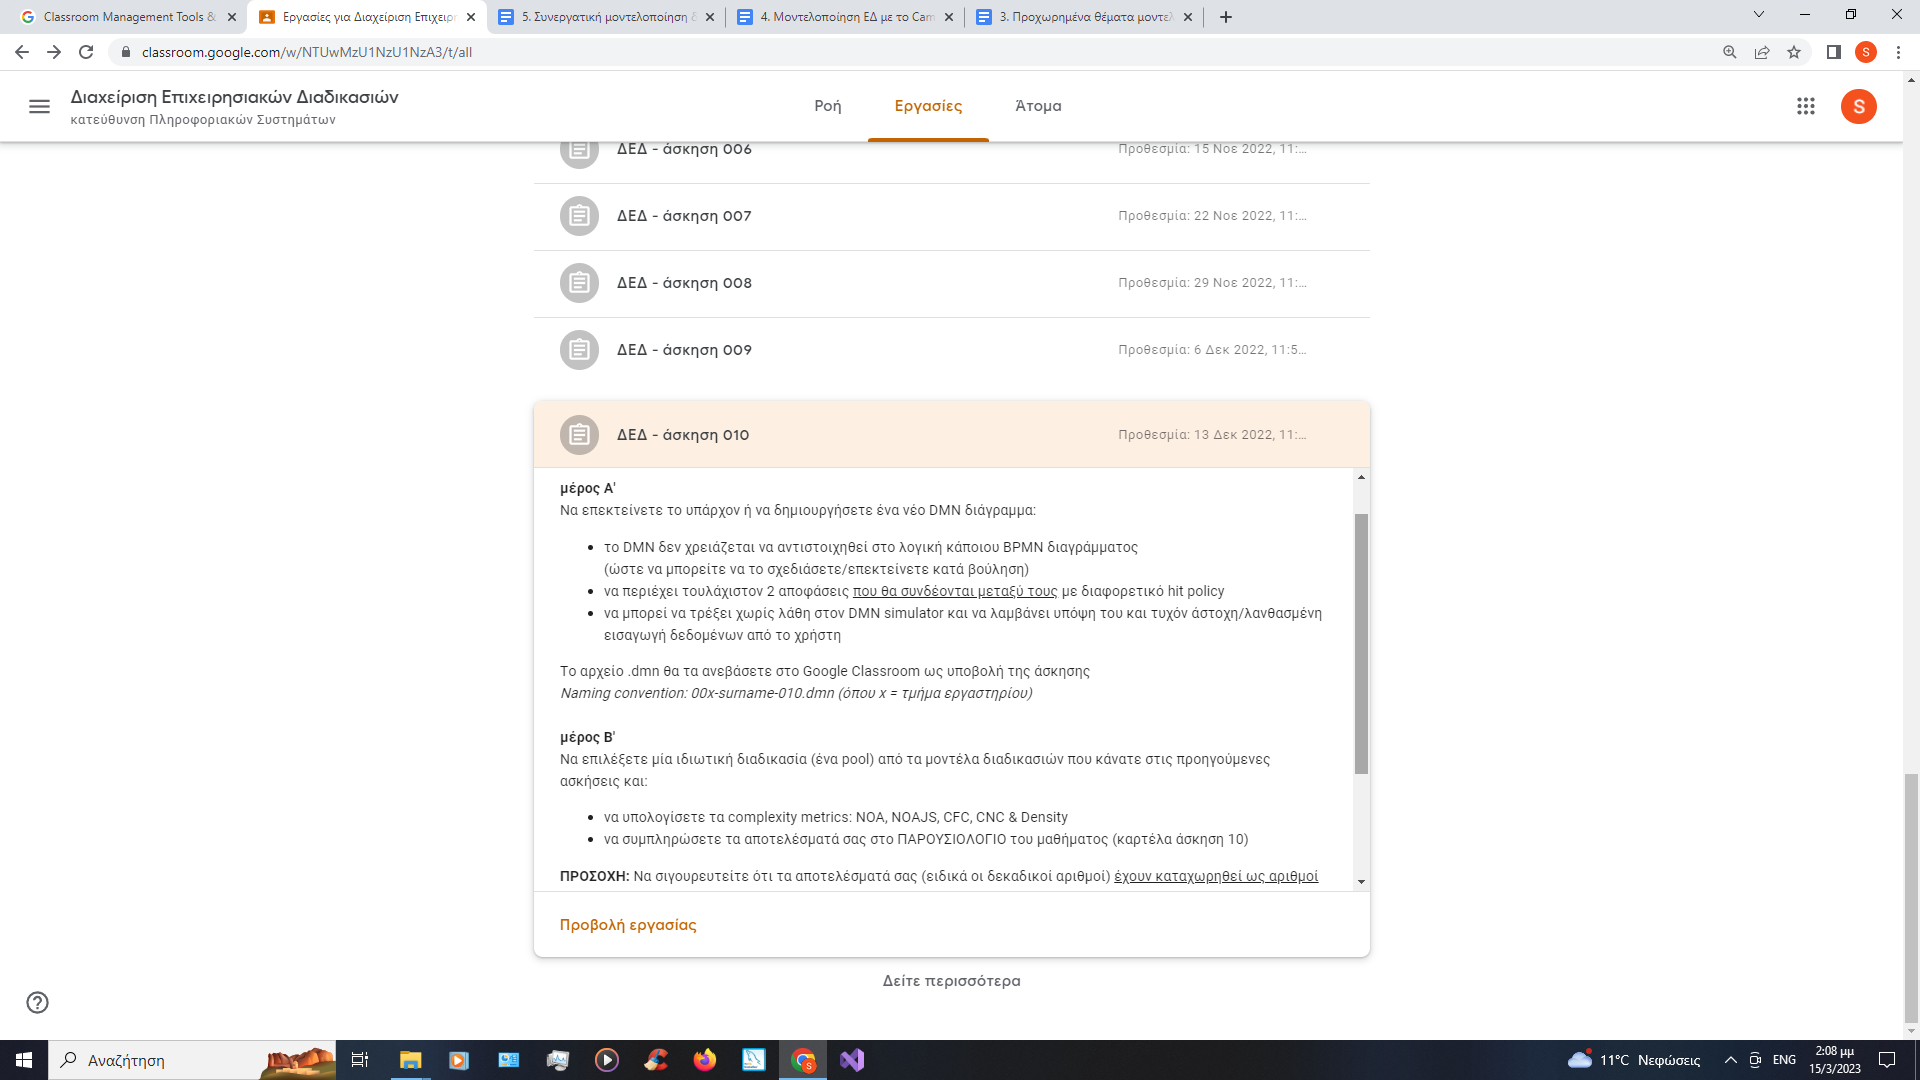 Classroom Management Tools &
Εργασίες για Διαχείριση Επιχειρη
5. Συνεργατική μοντελοποίηση &
4. Μοντελοποίηση ΕΔ με το Cam
3. Προχωρημένα θέματα μοντελ
classroom.google.com/w/NTUwMzU1NzU1NzA3/t/all
S
Διαχείριση Επιχειρησιακών Διαδικασιών
κατεύθυνση Πληροφοριακών Συστημάτων
Ροή
Εργασίες
Άτομα
S
ΔΕΔ - άσκηση 006
Προθεσμία: 15 Νοε 2022, 11:...
ΔΕΔ - άσκηση 007
Προθεσμία: 22 Νοε 2022, 11:...
ΔΕΔ - άσκηση 008
Προθεσμία: 29 Νοε 2022, 11:...
ΔΕΔ - άσκηση 009
Προθεσμία: 6 Δεκ 2022, 11:5...
ΔΕΔ - άσκηση 010
Προθεσμία: 13 Δεκ 2022, 11:...
μέρος Α'
Να επεκτείνετε το υπάρχον ή να δημιουργήσετε ένα νέο DMN διάγραμμα:
• το DMN δεν χρειάζεται να αντιστοιχηθεί στο λογική κάποιου BPMN διαγράμματος
(ώστε να μπορείτε να το σχεδιάσετε/επεκτείνετε κατά βούληση)
• να περιέχει τουλάχιστον 2 αποφάσεις που θα συνδέονται μεταξύ τους με διαφορετικό hit policy
• να μπορεί να τρέξει χωρίς λάθη στον DMN simulator και να λαμβάνει υπόψη του και τυχόν άστοχη/λανθασμένη
εισαγωγή δεδομένων από το χρήστη
Το αρχείο .dmn θα τα ανεβάσετε στο Google Classroom ως υποβολή της άσκησης
Naming convention: 00x-surname-010.dmn (όπου x = τμήμα εργαστηρίου)
μέρος Β'
Να επιλέξετε μία ιδιωτική διαδικασία (ένα pool) από τα μοντέλα διαδικασιών που κάνατε στις προηγούμενες
ασκήσεις και:
• να υπολογίσετε τα complexity metrics: NOA, NOAJS, CFC, CNC & Density
• να συμπληρώσετε τα αποτελέσματά σας στο ΠΑΡΟΥΣΙΟΛΟΓΙΟ του μαθήματος (καρτέλα άσκηση 10)
ΠΡΟΣΟΧΗ: Να σιγουρευτείτε ότι τα αποτελέσματά σας (ειδικά οι δεκαδικοί αριθμοί) έχουν καταχωρηθεί ως αριθμοί
Προβολή εργασίας
Δείτε περισσότερα
Αναζήτηση
11°C Νεφώσεις
ENG
2:08 μμ
15/3/2023